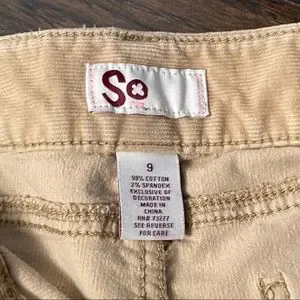 So
9
98% COTTON
2% SPANDEX
EXCLUSIVE OF
DECORATION
MADE IN
CHINA
RN# 73277
SEE REVERSE
FOR CARE